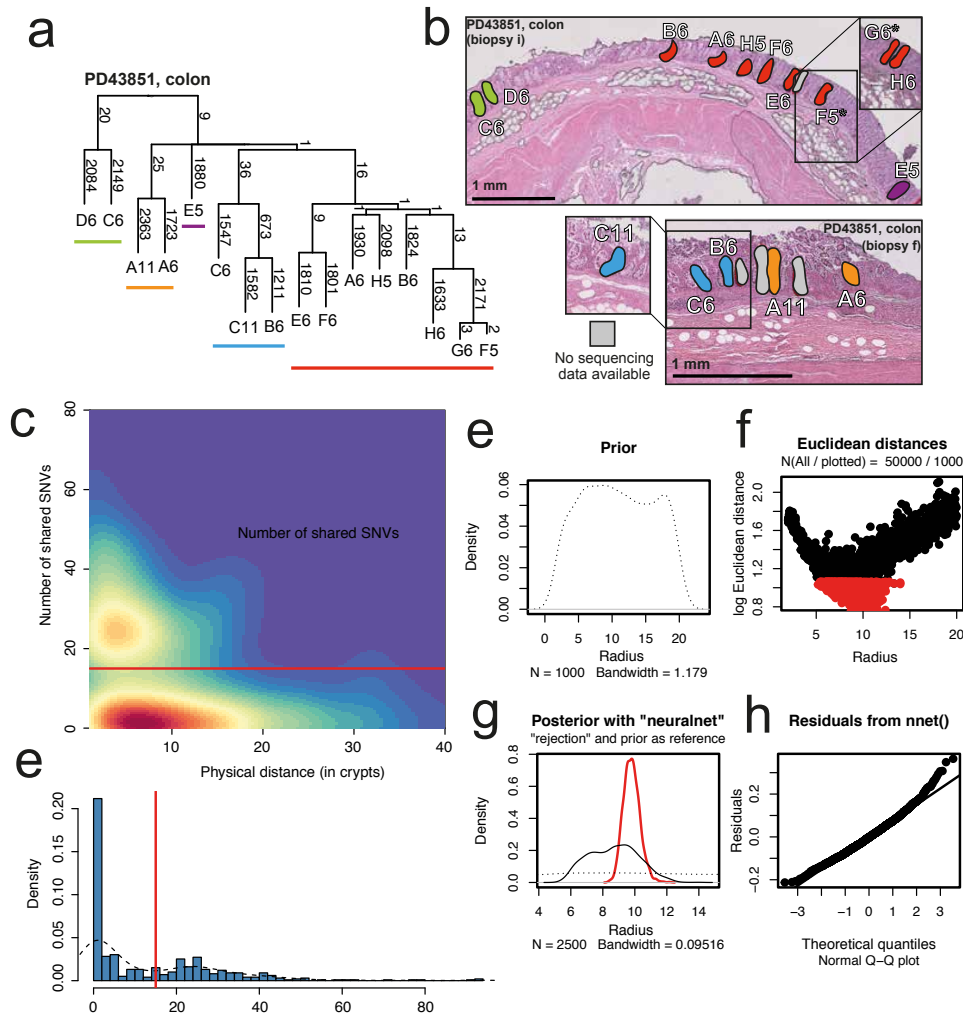 a
PD43851, colon
20
9
2084
2149
25
1880
1
2363
1723
36
16
1547
673
1582
1211
9
1
1
1810
1801
1930
2098
1824
13
1633
2171
3
2
D6
C6
A11
A6
E5
C6
C11
B6
E6
F6
A6
H5
B6
H6
G6
F5
b
PD43851, colon
(biopsy i)
B6
A6
H5
F6
G6*
H6
D6
C6
E6
F5*
E5
1 mm
PD43851, colon
(biopsy f)
C11
B6
C6
A11
A6
No sequencing
data available
1 mm
c
80
60
40
20
0
Number of shared SNVs
Number of shared SNVs
10
20
30
40
Physical distance (in crypts)
e
Prior
0.06
0.04
0.02
0.00
Density
0
5
10
15
20
Radius
N = 1000 Bandwidth = 1.179
f
Euclidean distances
N(All / plotted) = 50000 / 1000
2.0
1.6
1.2
0.8
log Euclidean distance
5
10
15
20
Radius
g
Posterior with "neuralnet"
"rejection" and prior as reference
0.8
0.6
0.4
0.2
0.0
Density
4
6
8
10
12
14
Radius
N = 2500 Bandwidth = 0.09516
h
Residuals from nnet()
0.2
0.0
−0.2
Residuals
−3
−1
0
1
2
3
Theoretical quantiles
Normal Q−Q plot
e
0.20
0.15
0.10
0.05
0.00
Density
0
20
40
60
80